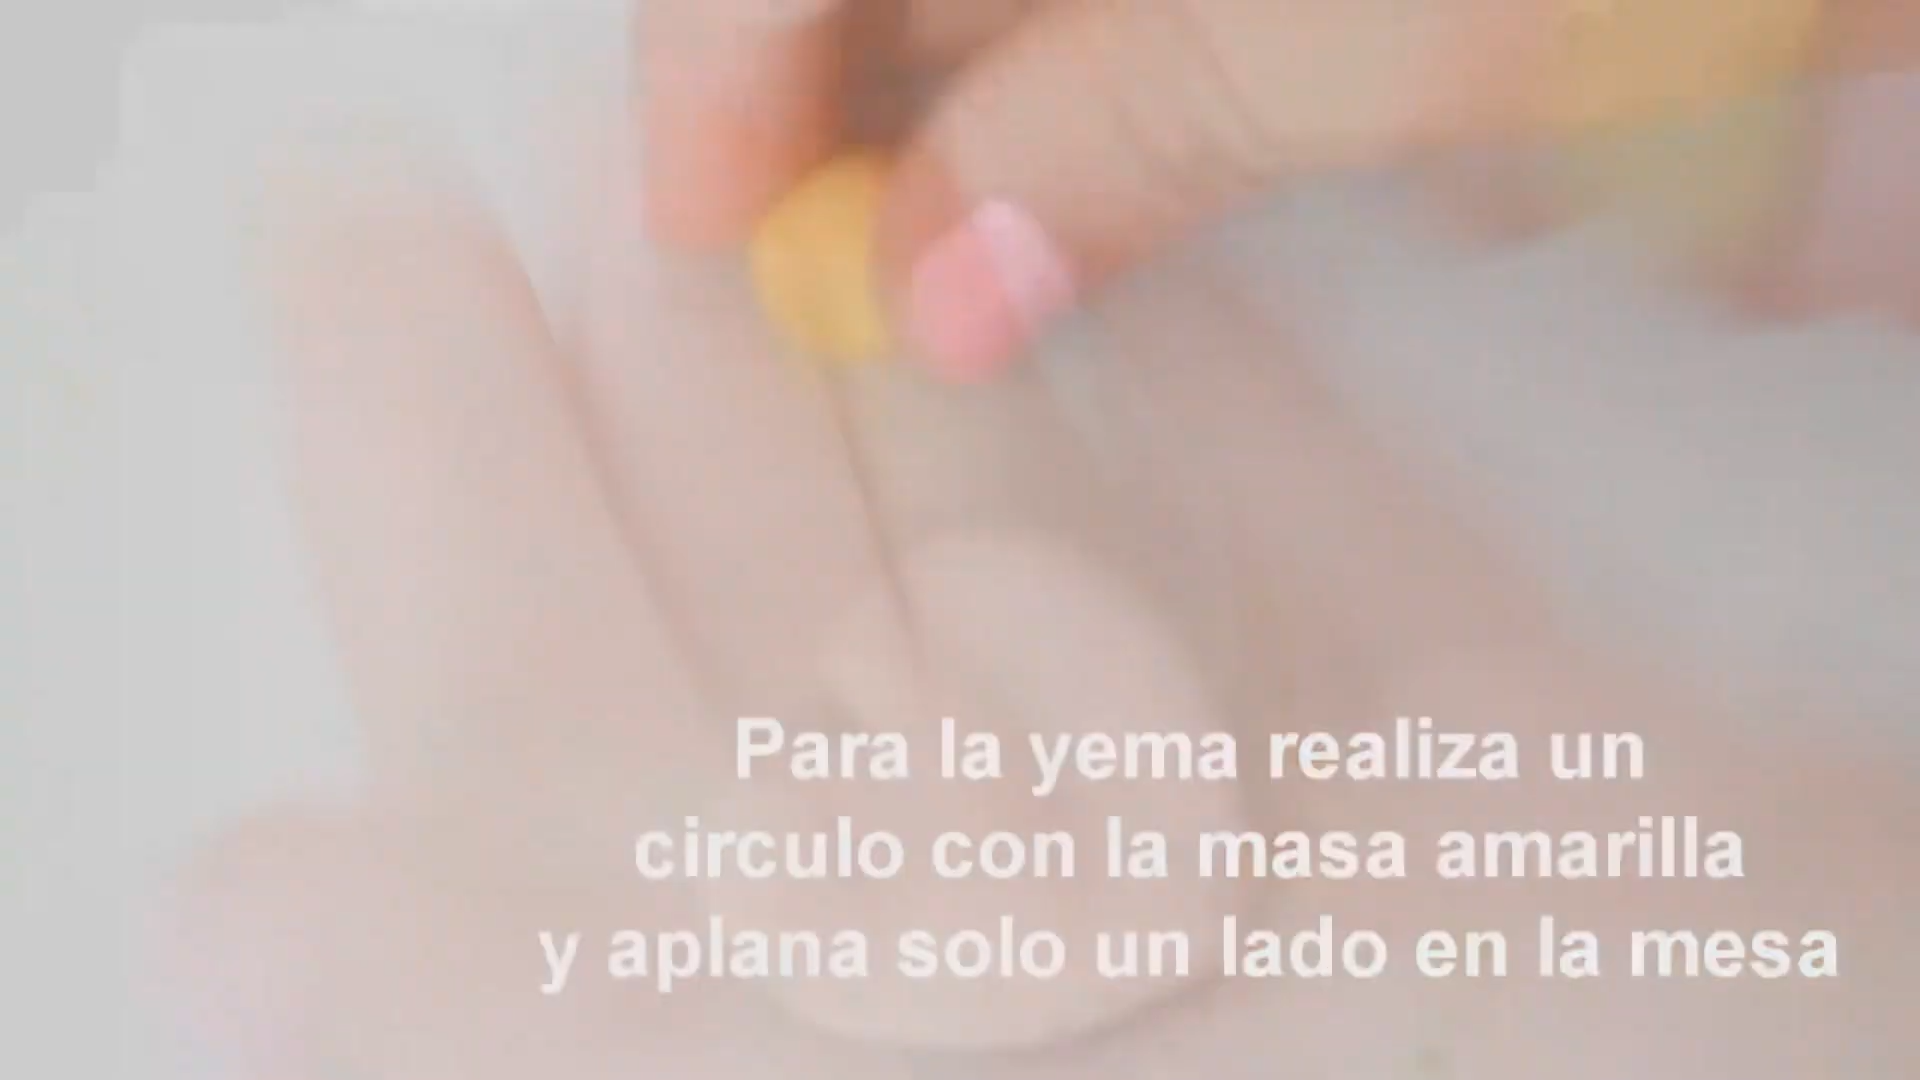 Para la yema realiza un
circulo con la masa amarilla
y aplana solo un lado en la mesa